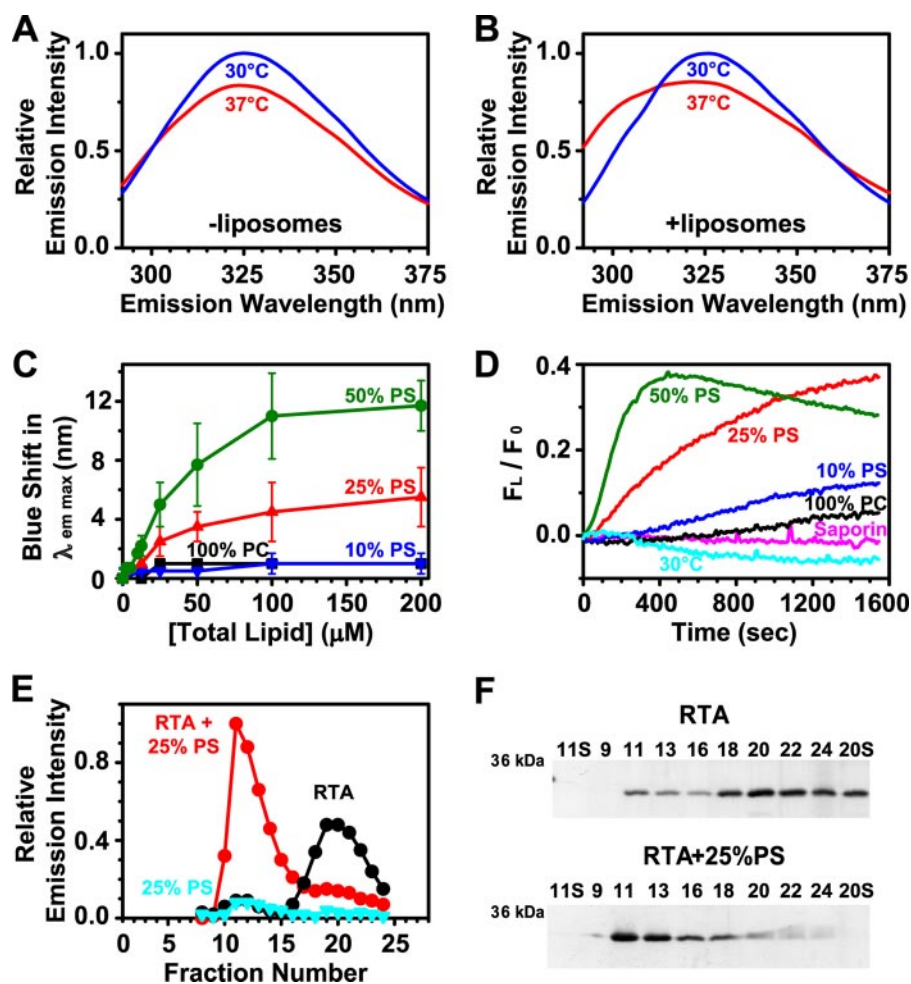 A
Relative
Emission Intensity
1.0
0.5
0.0
30°C
37°C
-liposomes
300 325 350 375
Emission Wavelength (nm)
B
Relative
Emission Intensity
1.0
0.5
0.0
30°C
37°C
+liposomes
300 325 350 375
Emission Wavelength (nm)
C
Blue Shift in
λ em max (nm)
12
8
4
0
50% PS
25% PS
100% PC
10% PS
0 50 100 150 200
[Total Lipid] (μM)
D
FL / F0
0.4
0.2
0.0
50% PS
25% PS
10% PS
100% PC
Saporin
30°C
0 400 800 1200 1600
Time (sec)
E
Relative
Emission Intensity
0.8
0.4
0.0
RTA +
25% PS
RTA
25% PS
0 5 10 15 20 25
Fraction Number
F
RTA
11S 9 11 13 16 18 20 22 24 20S
36 kDa
RTA+25%PS
11S 9 11 13 16 18 20 22 24 20S
36 kDa